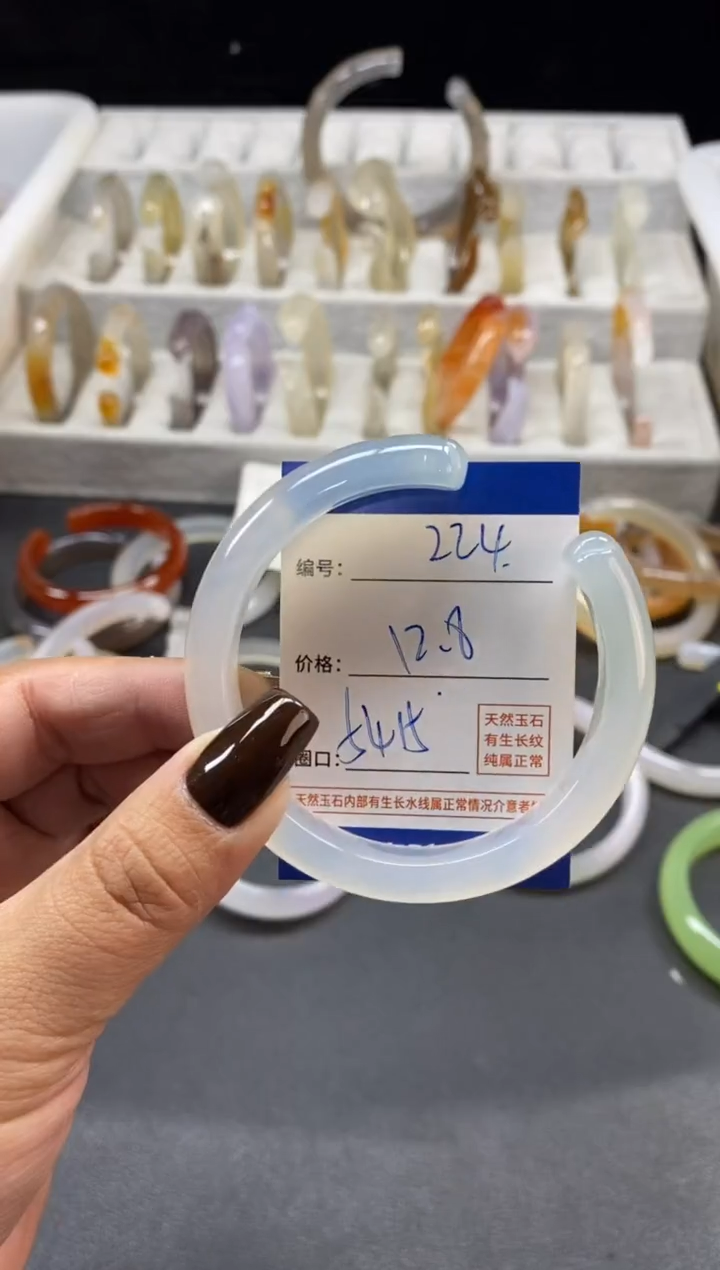 编号： 224.
价格： 12.8
圈口： 54
天然玉石
有生长纹
纯属正常
天然玉石内部有生长水线属正常情况介意老